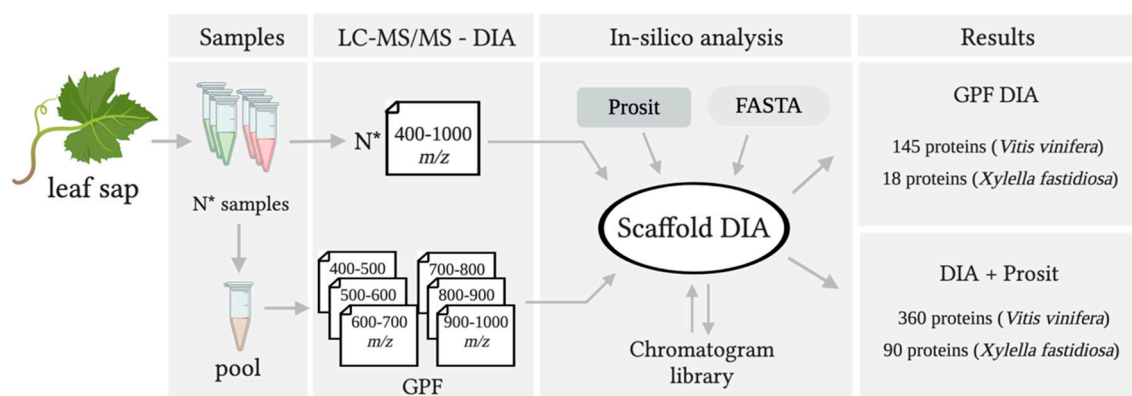 Samples
LC-MS/MS - DIA
In-silico analysis
Results
leaf sap
N* samples
pool
N*
400-1000
m/z
400-500
500-600
600-700
m/z
700-800
800-900
900-1000
m/z
GPF
Prosit
FASTA
Scaffold DIA
Chromatogram
library
GPF DIA
145 proteins (Vitis vinifera)
18 proteins (Xylella fastidiosa)
DIA + Prosit
360 proteins (Vitis vinifera)
90 proteins (Xylella fastidiosa)